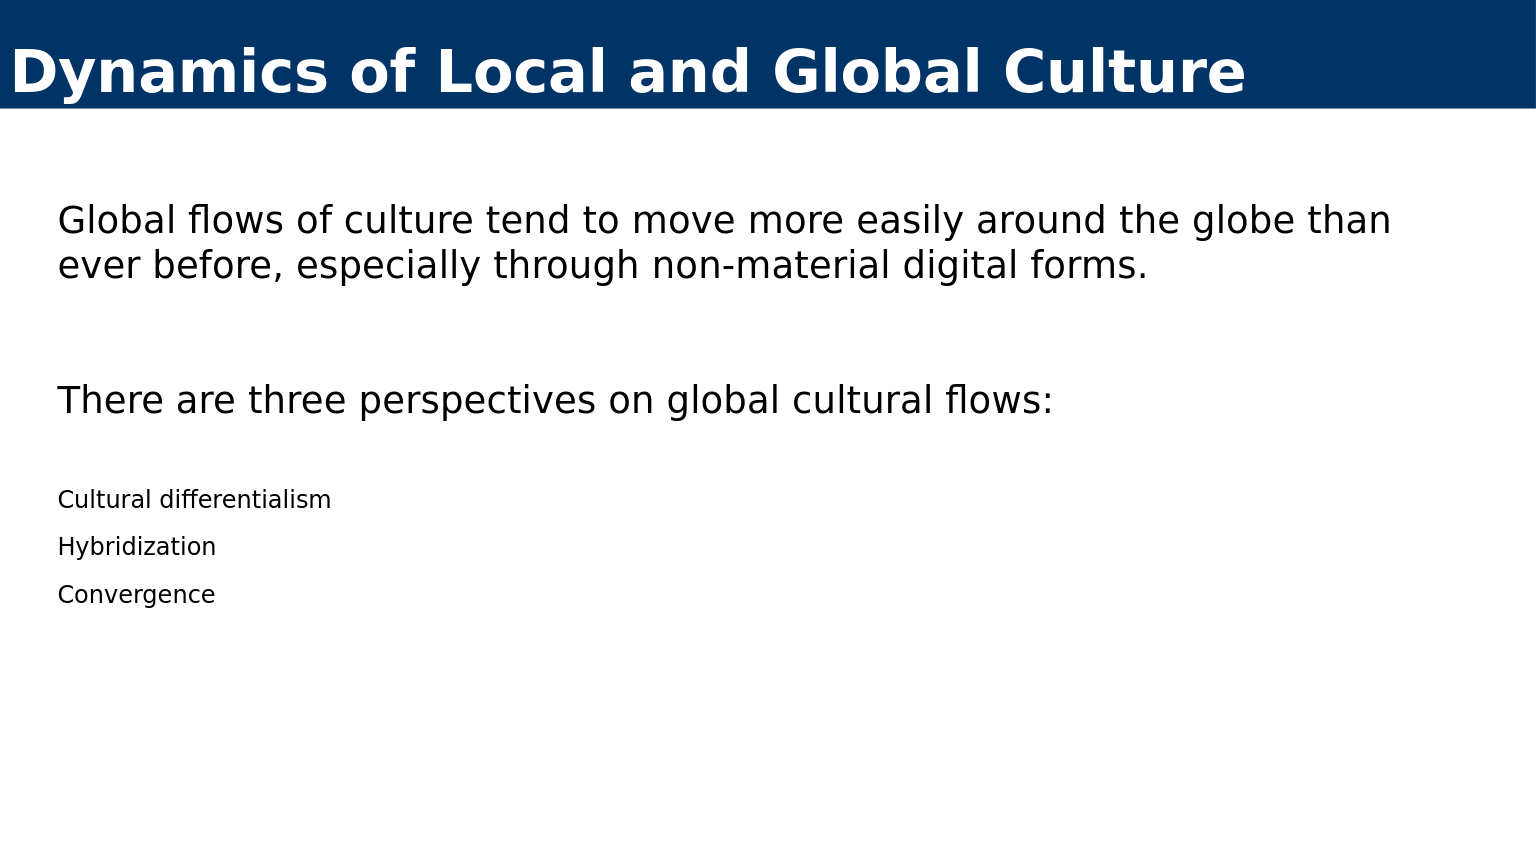 Dynamics of Local and Global Culture
Global flows of culture tend to move more easily around the globe than
ever before, especially through non-material digital forms.
There are three perspectives on global cultural flows:
Cultural differentialism
Hybridization
Convergence